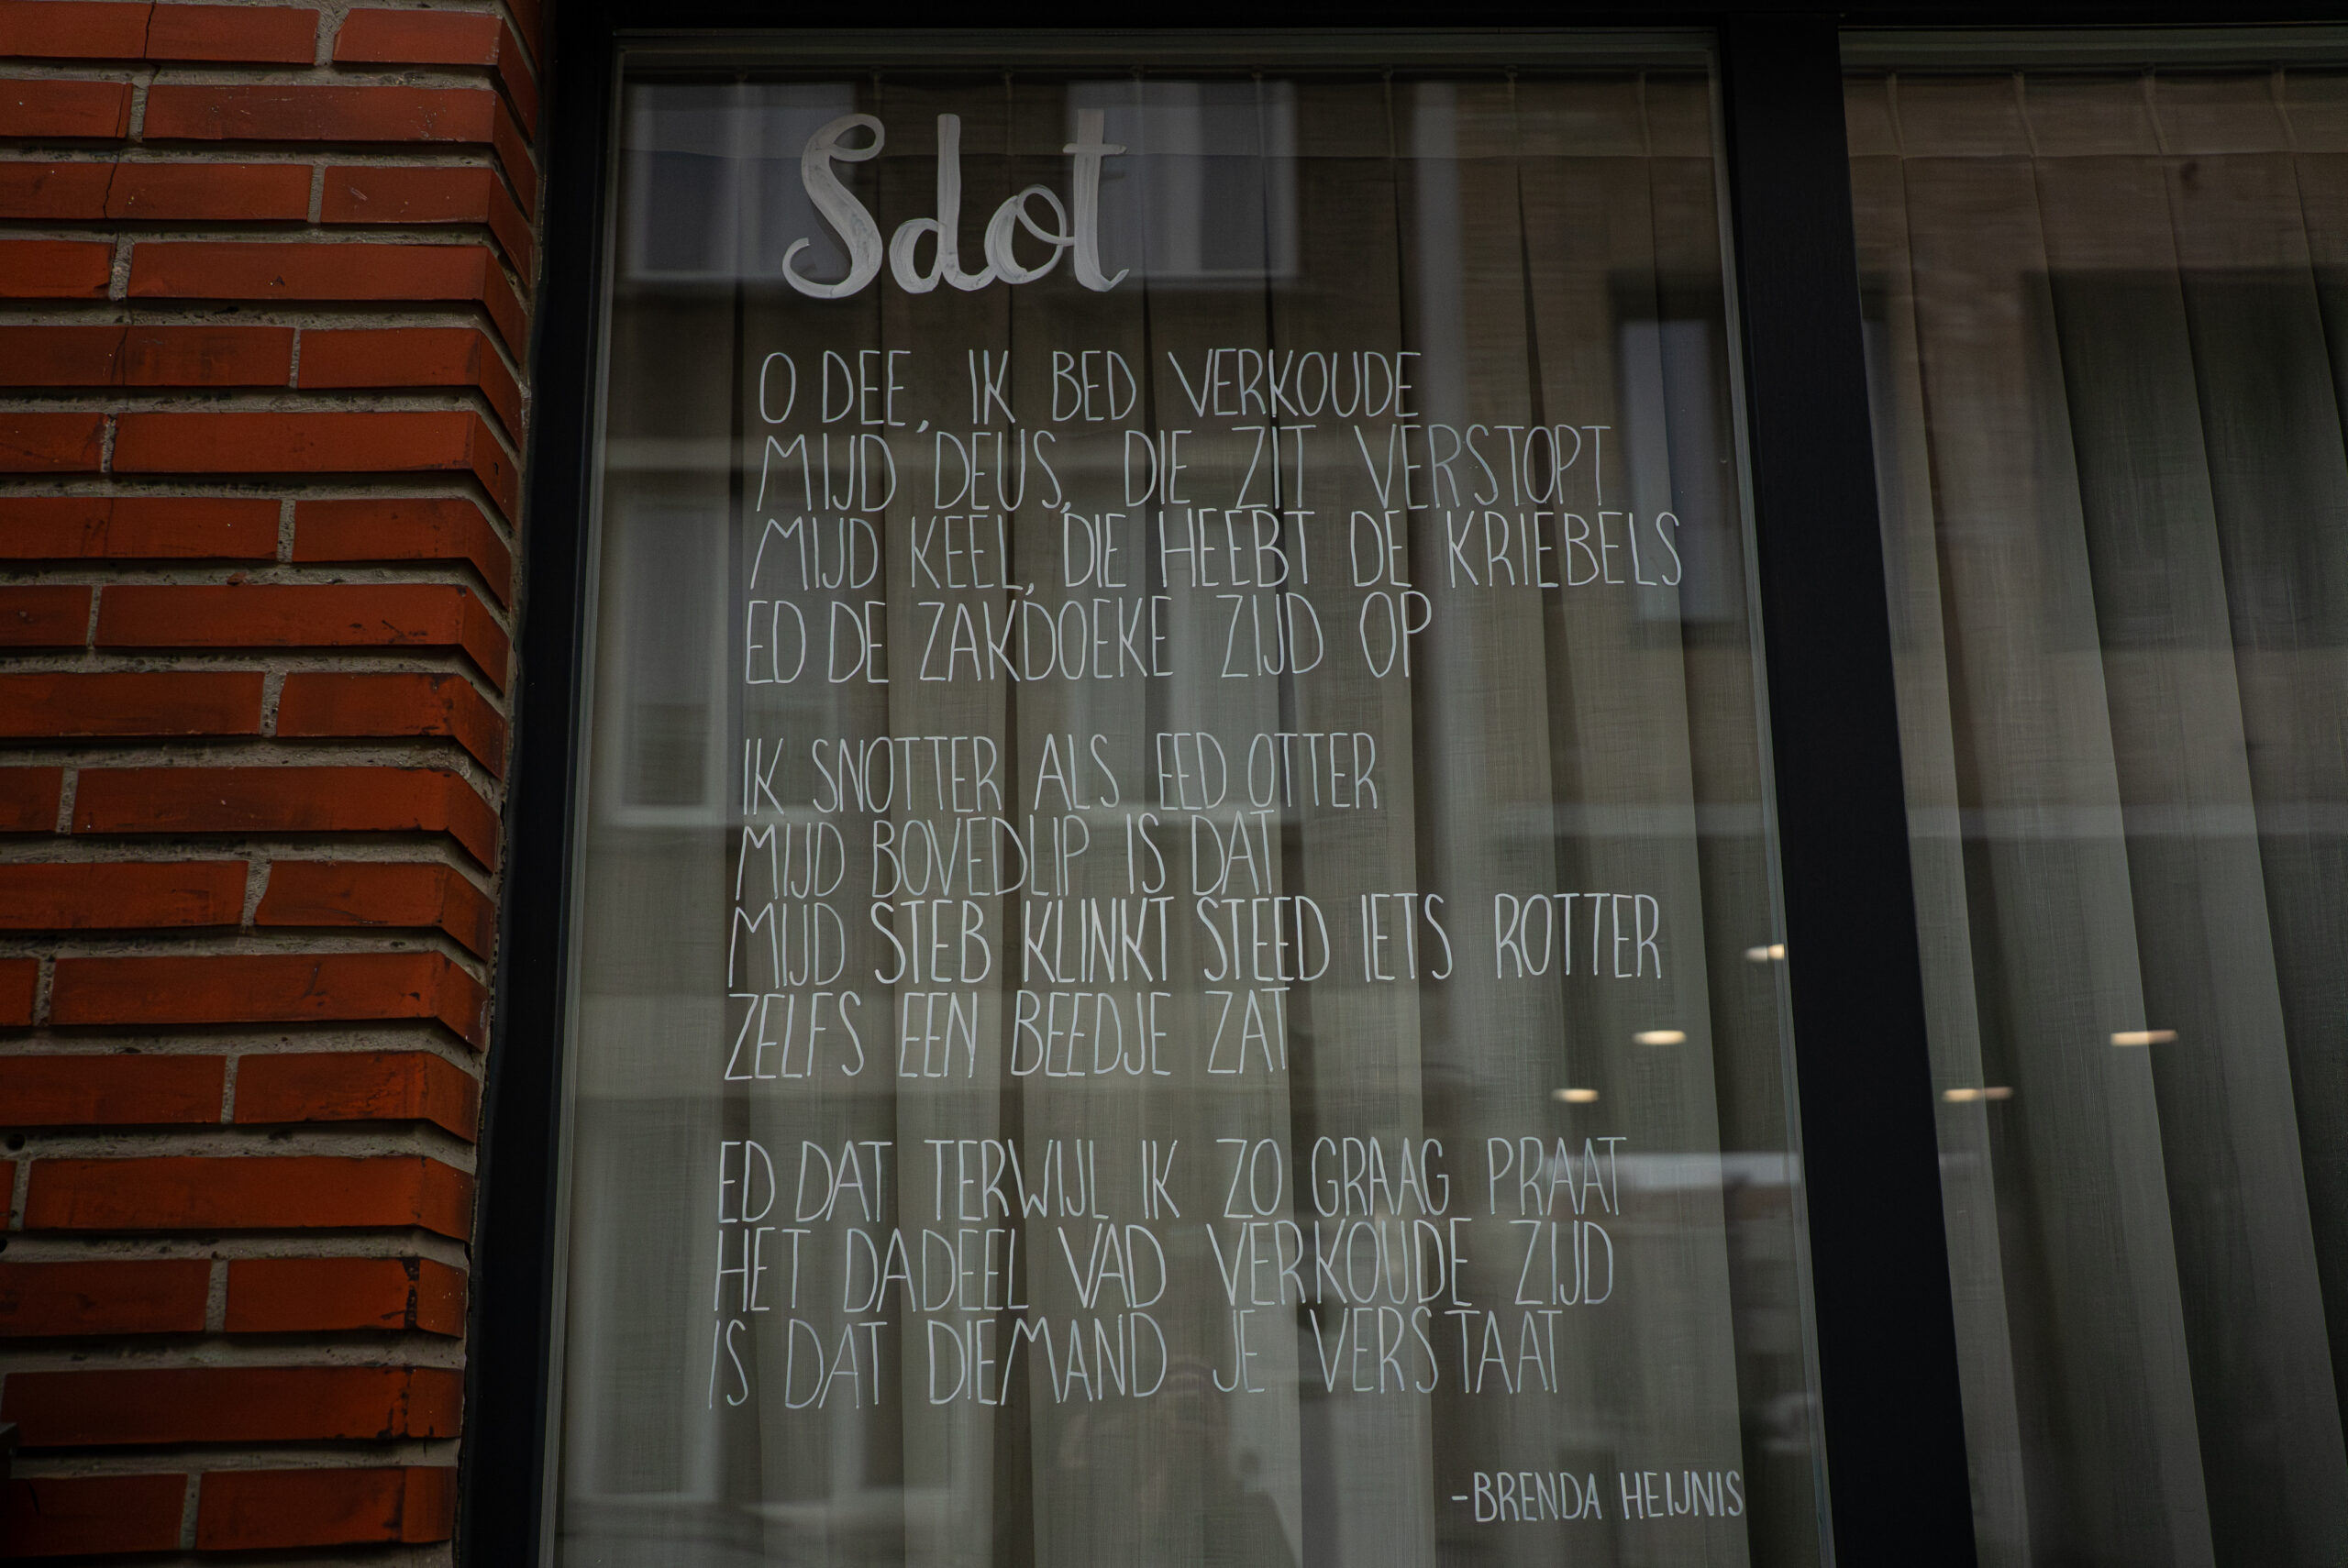 Sdot
O DEE, IK BED VERKOUDE
MIJD DEUS, DIE ZIT VERSTOPT
MIJD KEEL, DIE HEEBT DE KRIEBELS
ED DE ZAKDOEKE ZIJD OP
IK SNOTTER ALS EED OTTER
MIJD BOVEDLIP IS DAT
MIJD STEB KLINKT STEED IETS ROTTER
ZELFS EEN BEEDJE ZAT
ED DAT TERWIJL IK ZO GRAAG PRAAT
HET DADEEL VAD VERKOUDE ZIJD
IS DAT DIEMAND JE VERSTAAT
-BRENDA HEIJNIS